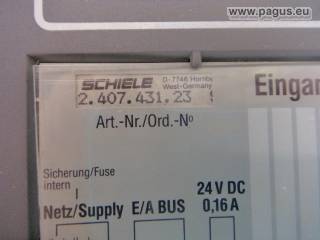 www.pagus.eu
SCHIELE D-7746 Hornbe
West-Germany
2.407.431.23
Eingan
Art.-Nr./Ord.-Nº
Sicherung/Fuse
intern
24 V DC
Netz/Supply E/A BUS 0,16 A